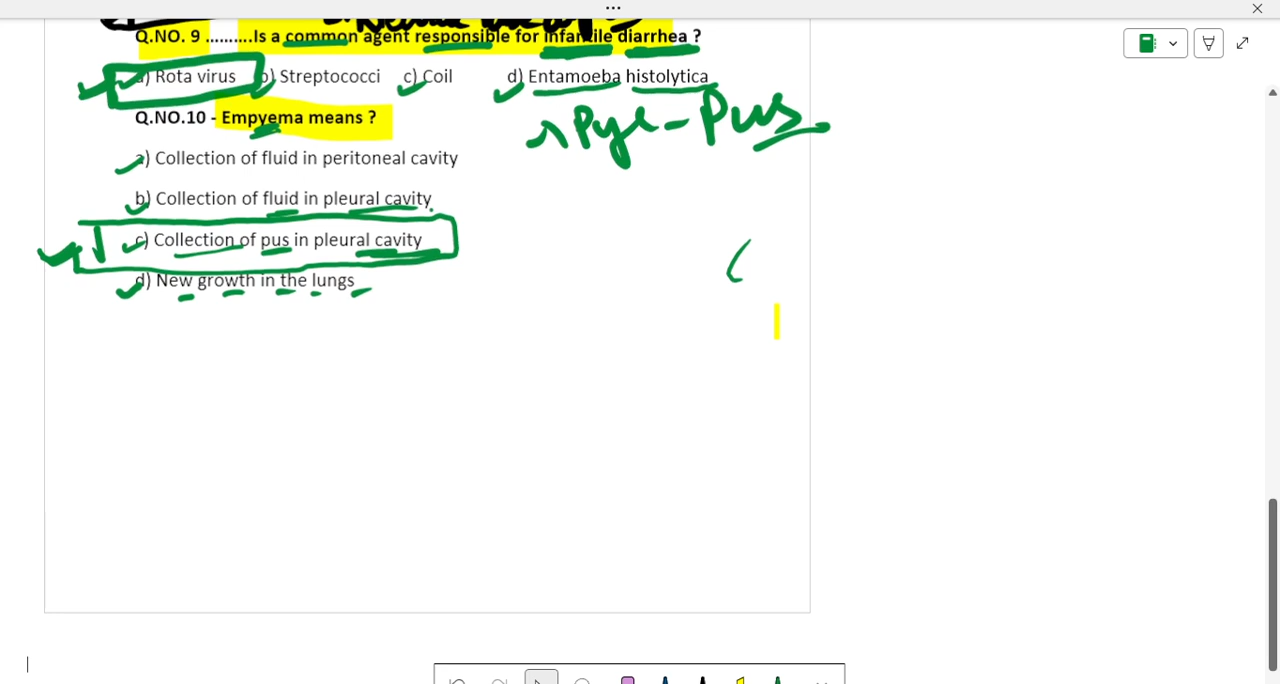 Q.NO. 9 ..........Is a common agent responsible for infantile diarrhea ?
a) Rota virus b) Streptococci c) Coil d) Entamoeba histolytica
Q.NO.10 - Empyema means ?
Pye - Pus
a) Collection of fluid in peritoneal cavity
b) Collection of fluid in pleural cavity.
c) Collection of pus in pleural cavity
d) New growth in the lungs